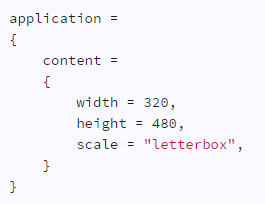 application =
{
    content =
    {
        width = 320,
        height = 480,
        scale = "letterbox",
    }
}